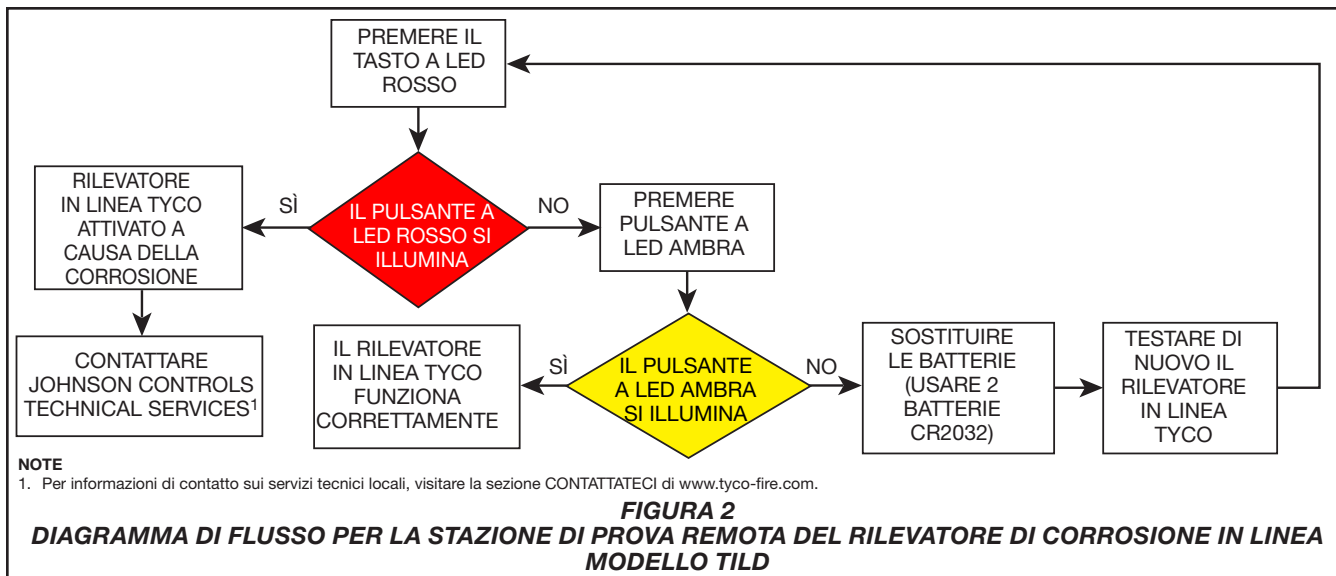 PREMERE IL
TASTO A LED
ROSSO
RILEVATORE
IN LINEA TYCO
ATTIVATO A
CAUSA DELLA
CORROSIONE
SÌ
IL PULSANTE A
LED ROSSO SI
ILLUMINA
NO
PREMERE
PULSANTE A
LED AMBRA
CONTATTARE
JOHNSON CONTROLS
TECHNICAL SERVICES1
IL RILEVATORE
IN LINEA TYCO
FUNZIONA
CORRETTAMENTE
SÌ
IL PULSANTE
A LED AMBRA
SI ILLUMINA
NO
SOSTITUIRE
LE BATTERIE
(USARE 2
BATTERIE
CR2032)
TESTARE DI
NUOVO IL
RILEVATORE
IN LINEA
TYCO
NOTE
1. Per informazioni di contatto sui servizi tecnici locali, visitare la sezione CONTATTATECI di www.tyco-fire.com.
FIGURA 2
DIAGRAMMA DI FLUSSO PER LA STAZIONE DI PROVA REMOTA DEL RILEVATORE DI CORROSIONE IN LINEA
MODELLO TILD